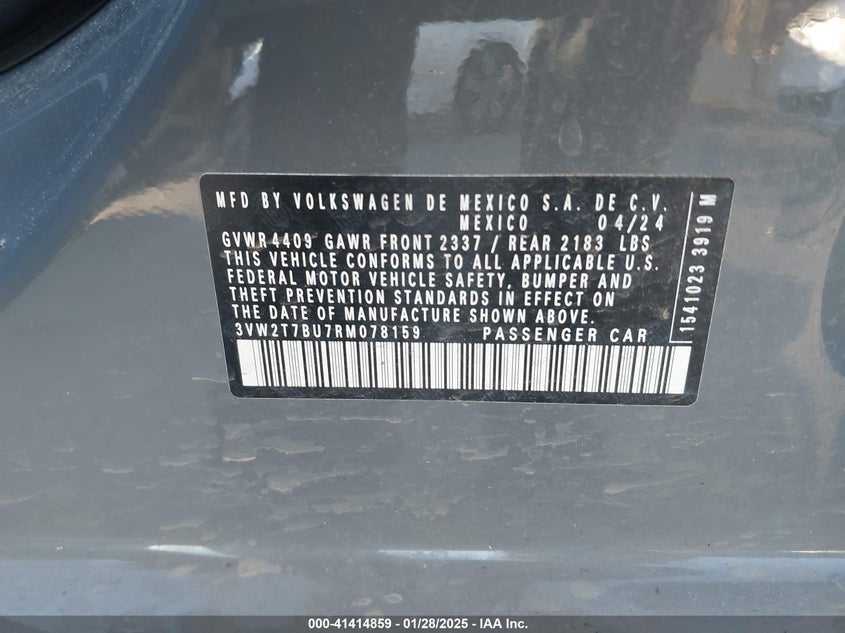 MFD BY VOLKSWAGEN DE MEXICO S.A. DE C.V.
MEXICO 04/24
GVWR4409 GAWR FRONT 2337 / REAR 2183 LBS
THIS VEHICLE CONFORMS TO ALL APPLICABLE U.S.
FEDERAL MOTOR VEHICLE SAFETY, BUMPER AND
THEFT PREVENTION STANDARDS IN EFFECT ON
THE DATE OF MANUFACTURE SHOWN ABOVE.
3VW2T7BU7RM078159 PASSENGER CAR
1541023 3919 M
000-41414859 - 01/28/2025 - IAA Inc.